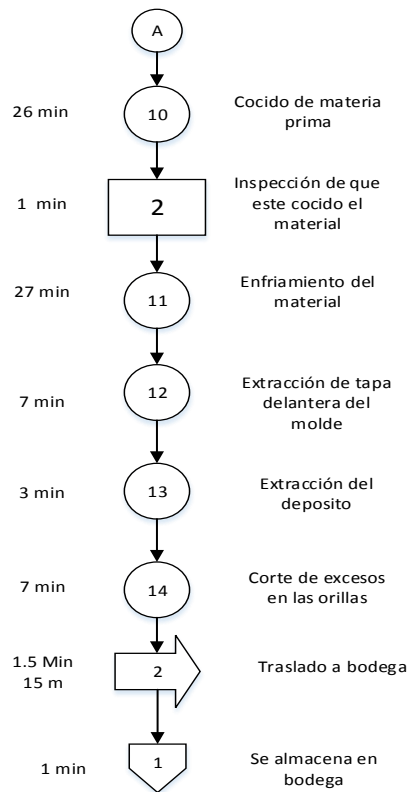 A
26 min
10
Cocido de materia
prima
1 min
2
Inspección de que
este cocido el
material
27 min
11
Enfriamiento del
material
7 min
12
Extracción de tapa
delantera del
molde
3 min
13
Extracción del
deposito
7 min
14
Corte de excesos
en las orillas
1.5 Min
15 m
2
Traslado a bodega
1 min
1
Se almacena en
bodega